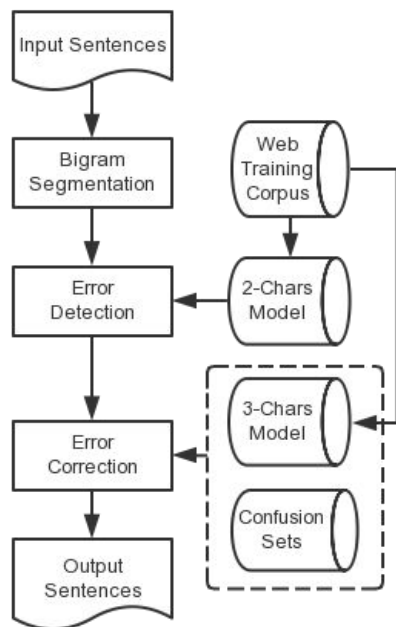 Input Sentences
Bigram
Segmentation
Web
Training
Corpus
Error
Detection
2-Chars
Model
Error
Correction
3-Chars
Model
Confusion
Sets
Output
Sentences